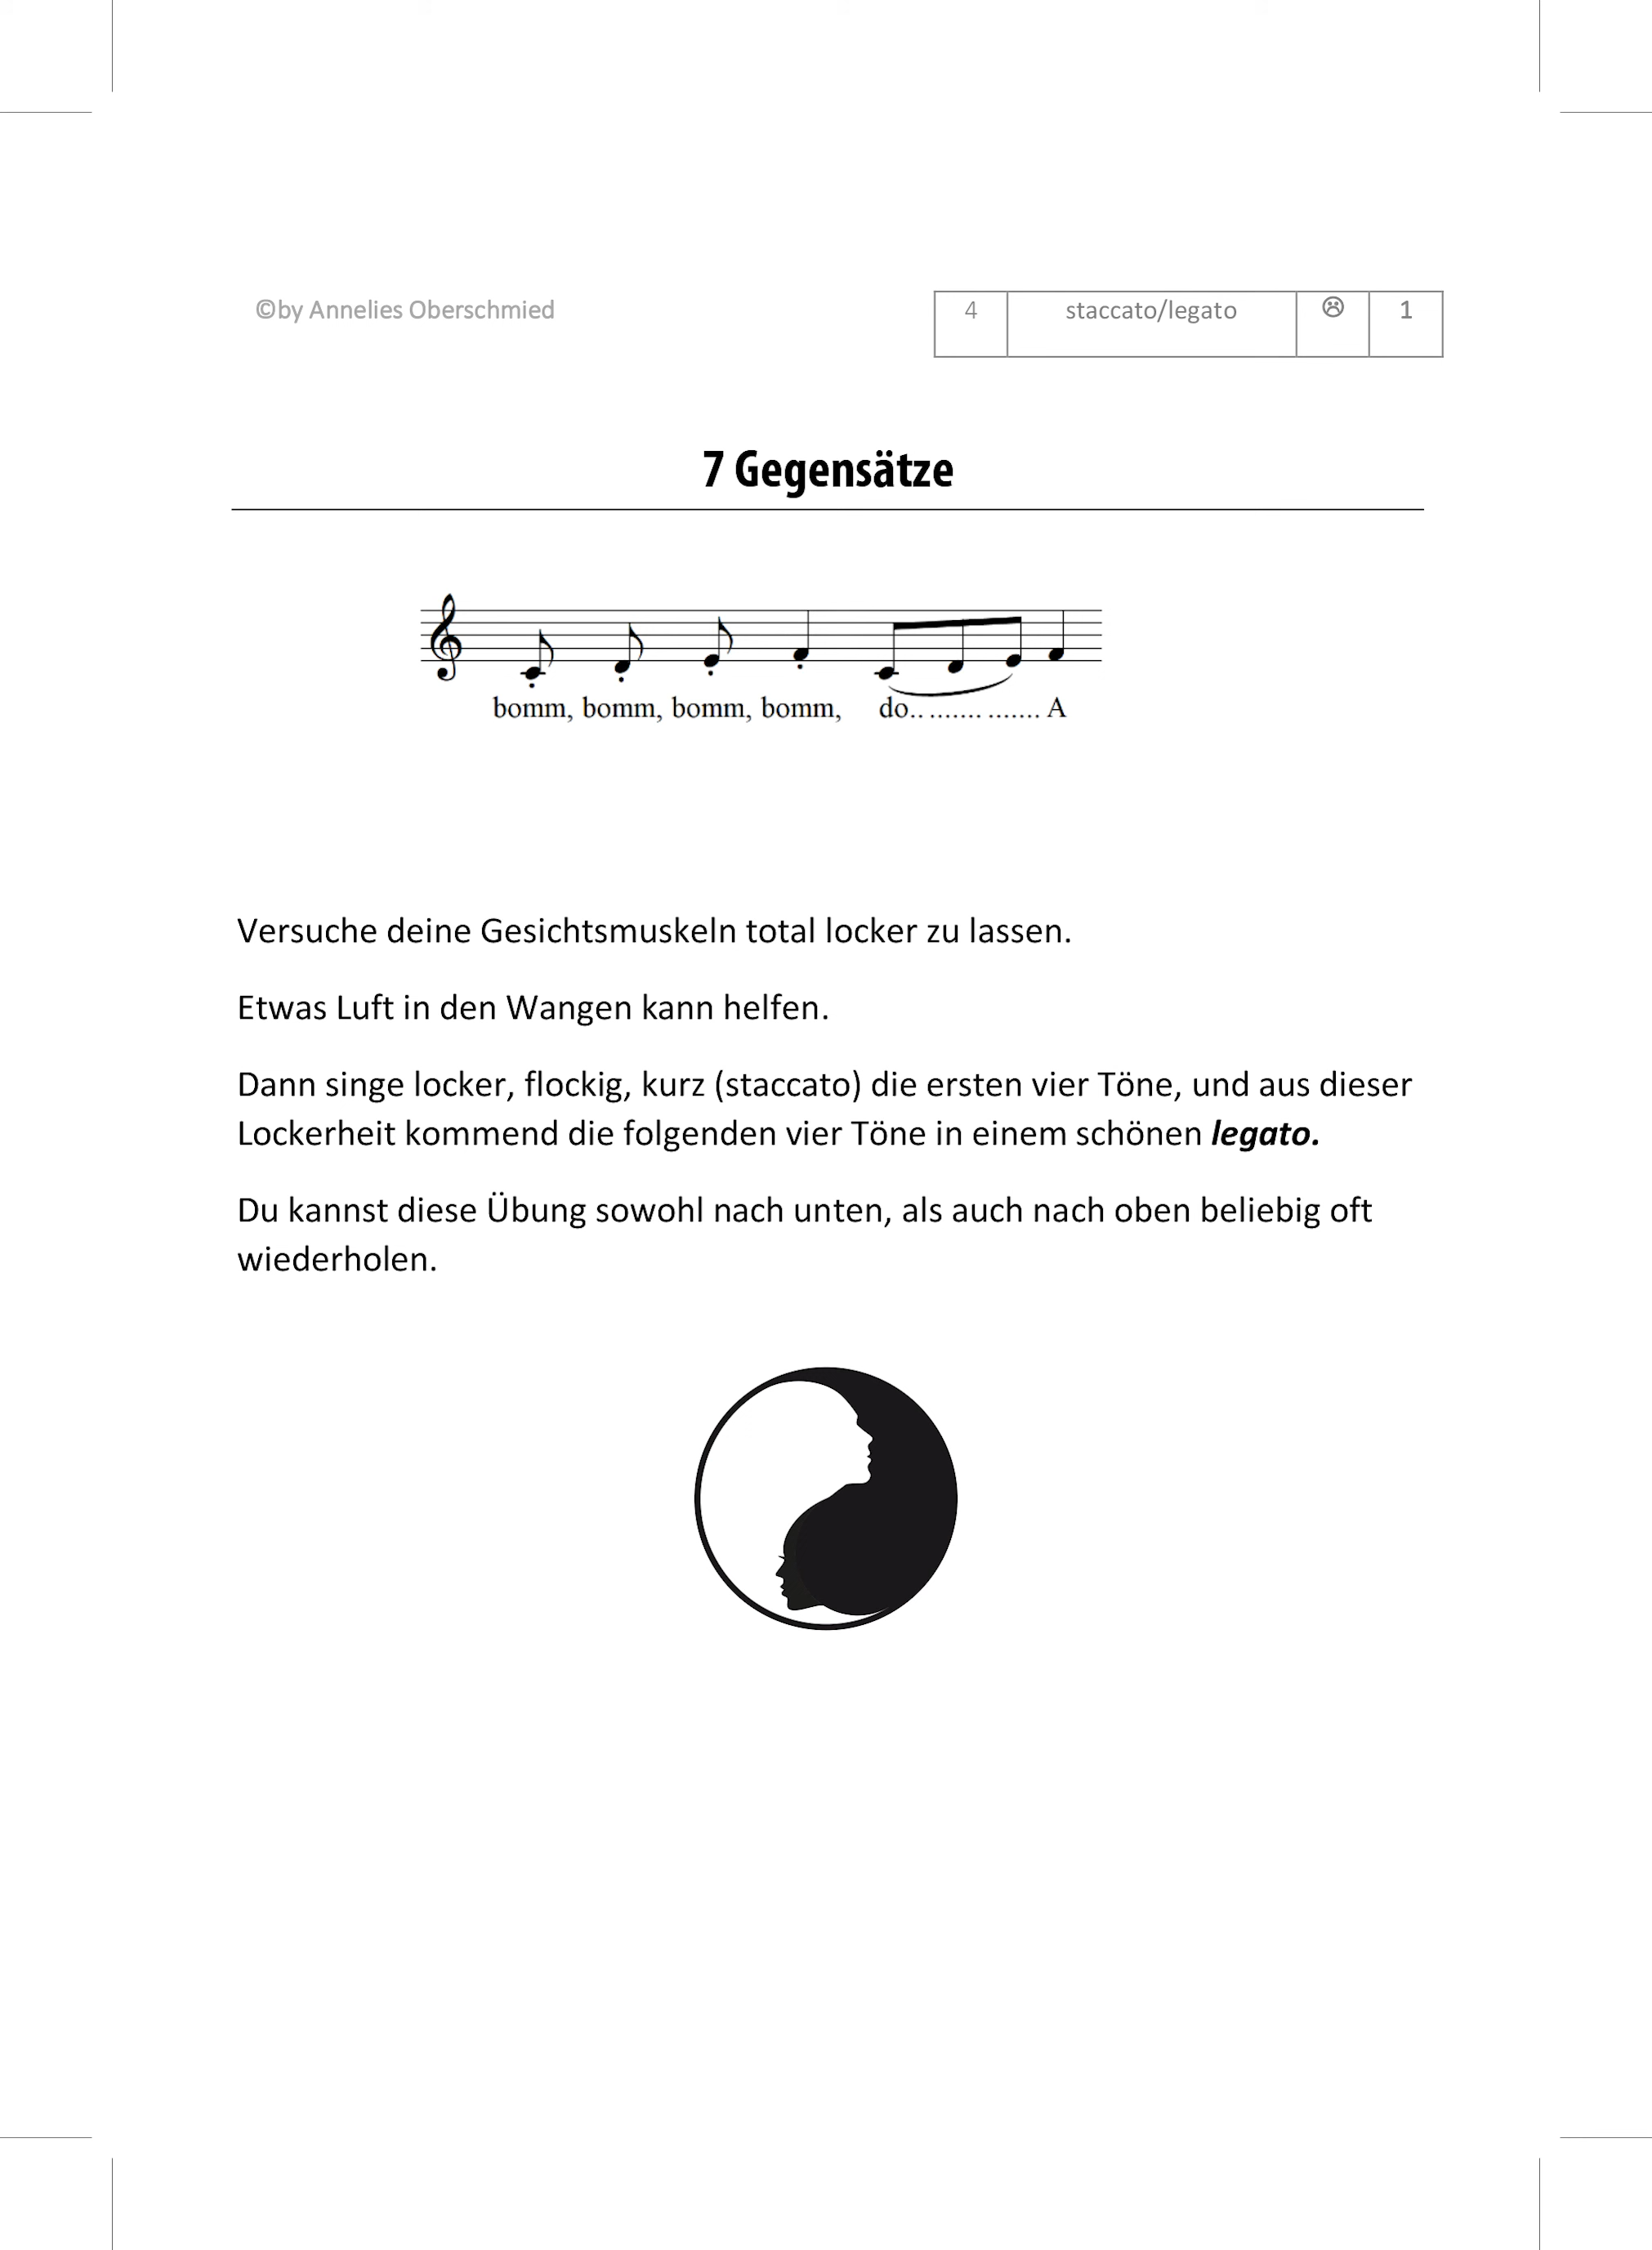 ©by Annelies Oberschmied
4 staccato/legato ☹ 1
7 Gegensätze
bomm, bomm, bomm, bomm, do.. ....... ....... A
Versuche deine Gesichtsmuskeln total locker zu lassen.
Etwas Luft in den Wangen kann helfen.
Dann singe locker, flockig, kurz (staccato) die ersten vier Töne, und aus dieser
Lockerheit kommend die folgenden vier Töne in einem schönen legato.
Du kannst diese Übung sowohl nach unten, als auch nach oben beliebig oft
wiederholen.